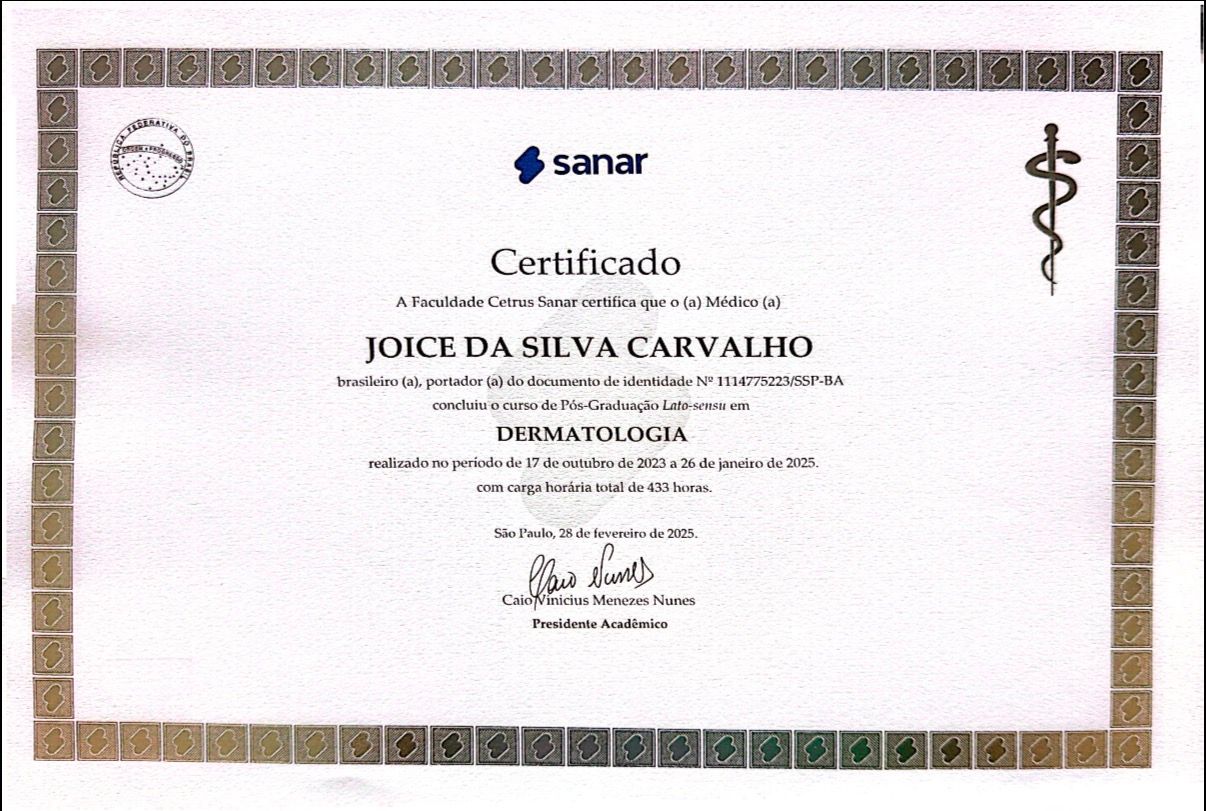 REPÚBLICA FEDERATIVA DO BRASIL
ORDEM E PROGRESSO
sanar
Certificado
A Faculdade Cetrus Sanar certifica que o (a) Médico (a)
JOICE DA SILVA CARVALHO
brasileiro (a), portador (a) do documento de identidade Nº 1114775223/SSP-BA
concluiu o curso de Pós-Graduação Lato-sensu em
DERMATOLOGIA
realizado no período de 17 de outubro de 2023 a 26 de janeiro de 2025.
com carga horária total de 433 horas.
São Paulo, 28 de fevereiro de 2025.
Caio Nunes
Caio Vinicius Menezes Nunes
Presidente Acadêmico